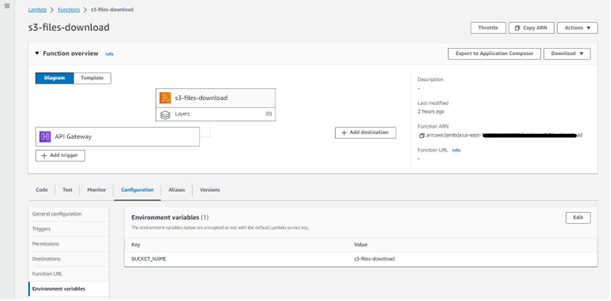 Lambda > Functions > s3-files-download
s3-files-download
Throttle Copy ARN Actions
Function overview Info
Export to Application Composer Download
Diagram Template
s3-files-download
Layers (0)
API Gateway
+ Add trigger
+ Add destination
Description
-
Last modified
2 hours ago
Function ARN
arn:aws:lambda:us-east- ad
Function URL Info
-
Code Test Monitor Configuration Aliases Versions
General configuration
Triggers
Permissions
Destinations
Function URL
Environment variables
Environment variables (1)
Edit
The environment variables below are encrypted at rest with the default Lambda service key.
Key Value
BUCKET_NAME s3-files-download